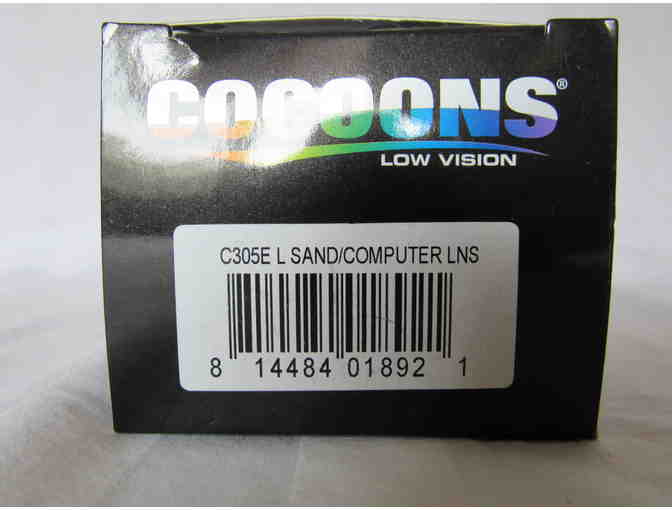 COCOONS®
LOW VISION
C305E L SAND/COMPUTER LNS
8 14484 01892 1